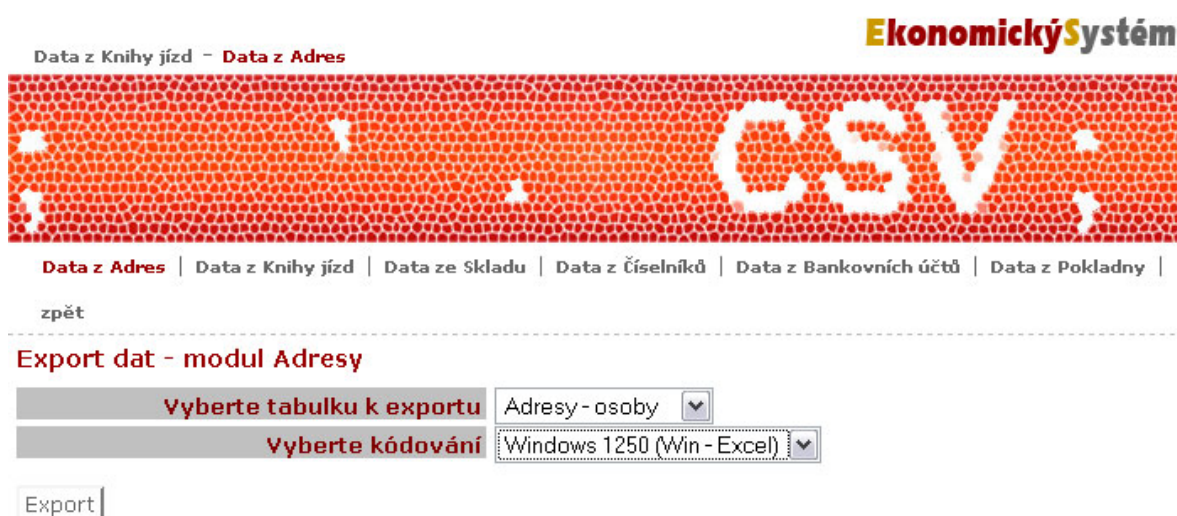 EkonomickýSystém
Data z Knihy jízd - Data z Adres
CSV ;
Data z Adres | Data z Knihy jízd | Data ze Skladu | Data z Číselníků | Data z Bankovních účtů | Data z Pokladny |
zpět
Export dat - modul Adresy
Vyberte tabulku k exportu Adresy - osoby
Vyberte kódování Windows 1250 (Win - Excel)
Export